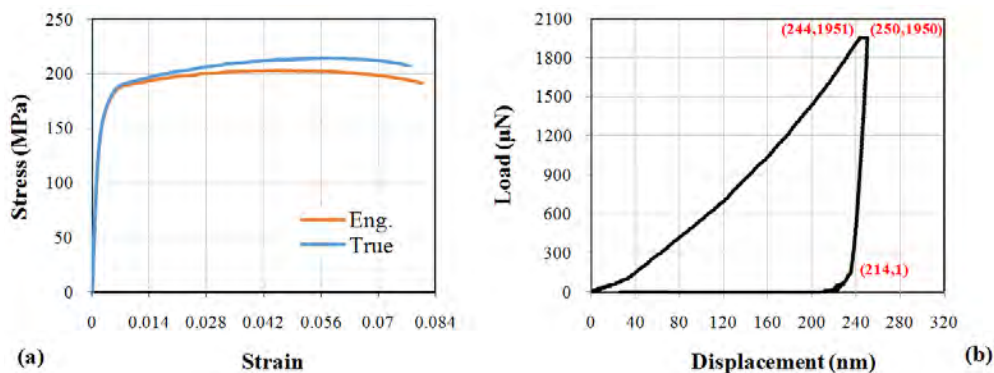 250
200
150
100
50
0
Stress (MPa)
Eng.
True
0 0.014 0.028 0.042 0.056 0.07 0.084
(a)
Strain
2100
1800
1500
1200
900
600
300
0
Load (μN)
(244,1951) (250,1950)
(214,1)
0 40 80 120 160 200 240 280 320
Displacement (nm)
(b)